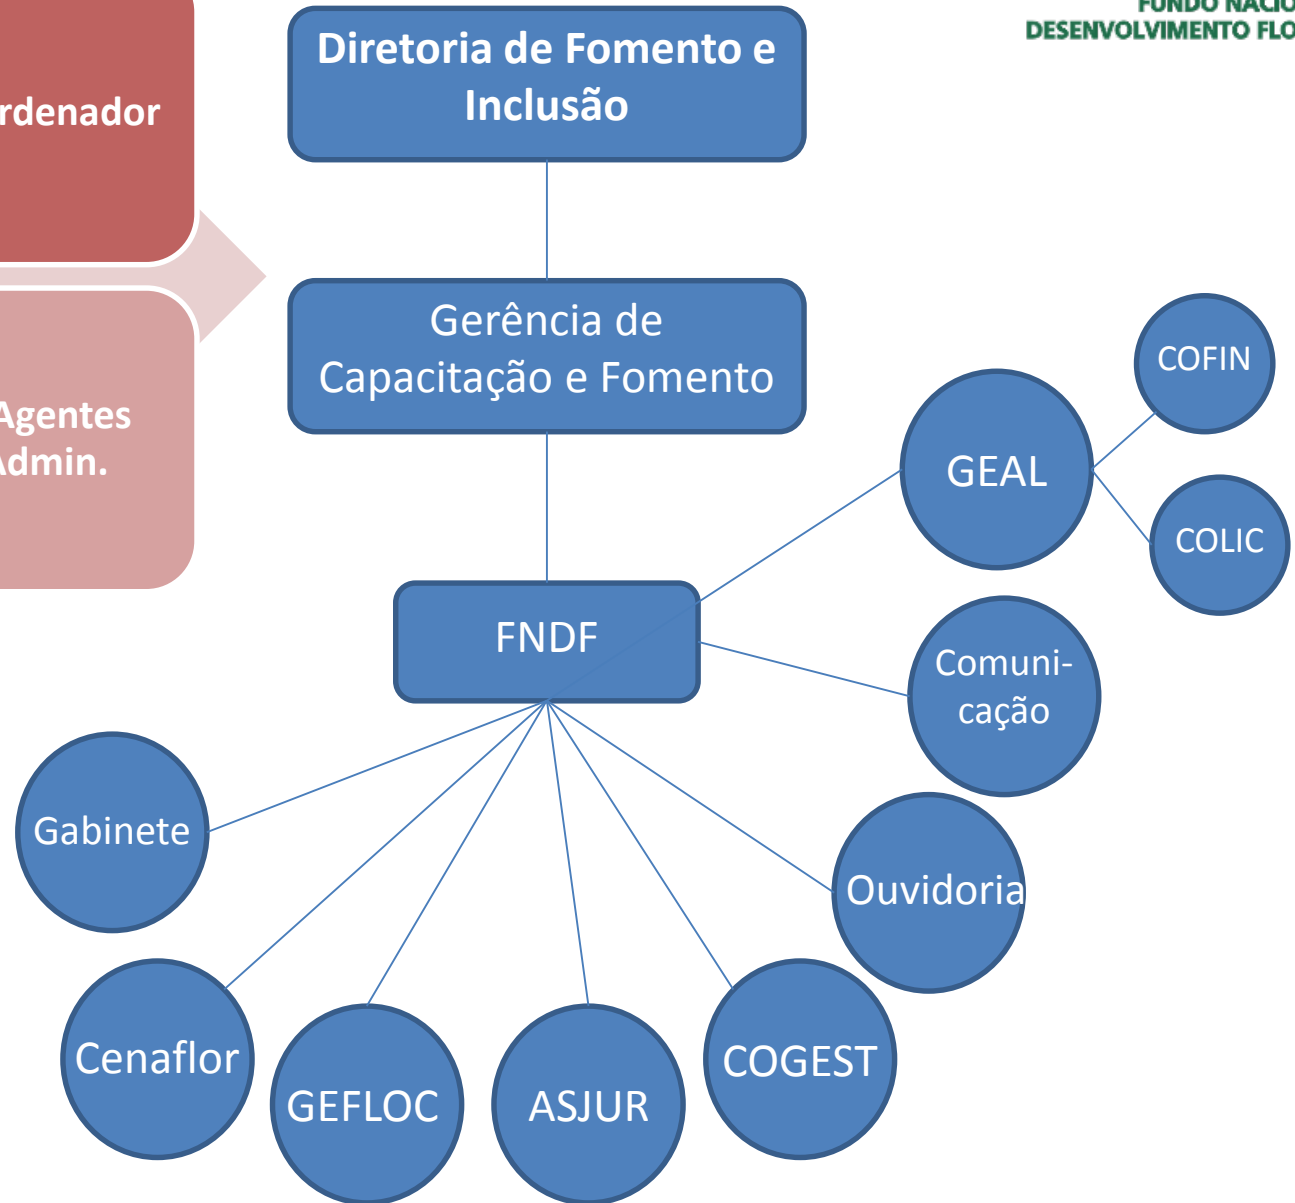 FUNDO NACIO
DESENVOLVIMENTO FLO
Diretoria de Fomento e
Inclusão
rdenador
Gerência de
Capacitação e Fomento
Agentes
Admin.
COFIN
GEAL
COLIC
FNDF
Comuni-
cação
Gabinete
Ouvidoria
Cenaflor
GEFLOC
ASJUR
COGEST